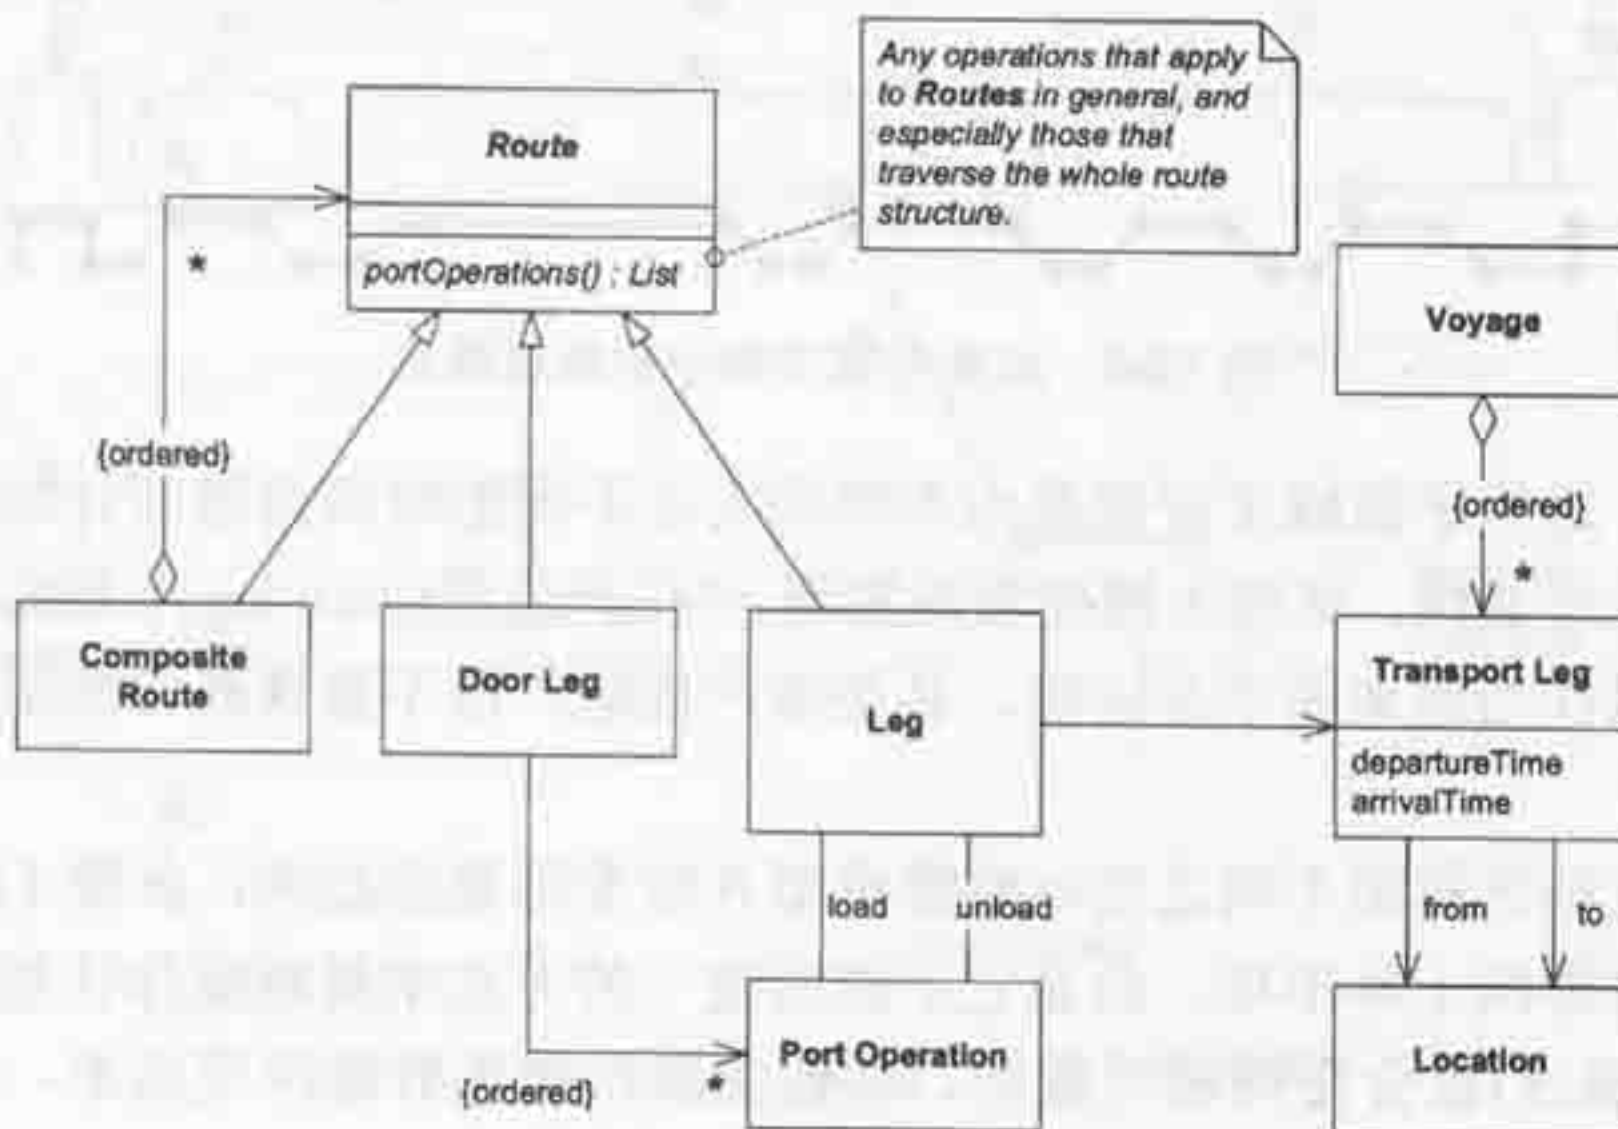 Any operations that apply
to Routes in general, and
especially those that
traverse the whole route
structure.
Route
portOperations() : List
*
{ordered}
Voyage
{ordered}
*
Composite
Route
Door Leg
Leg
Transport Leg
departureTime
arrivalTime
load
unload
from
to
Port Operation
Location
{ordered}
*